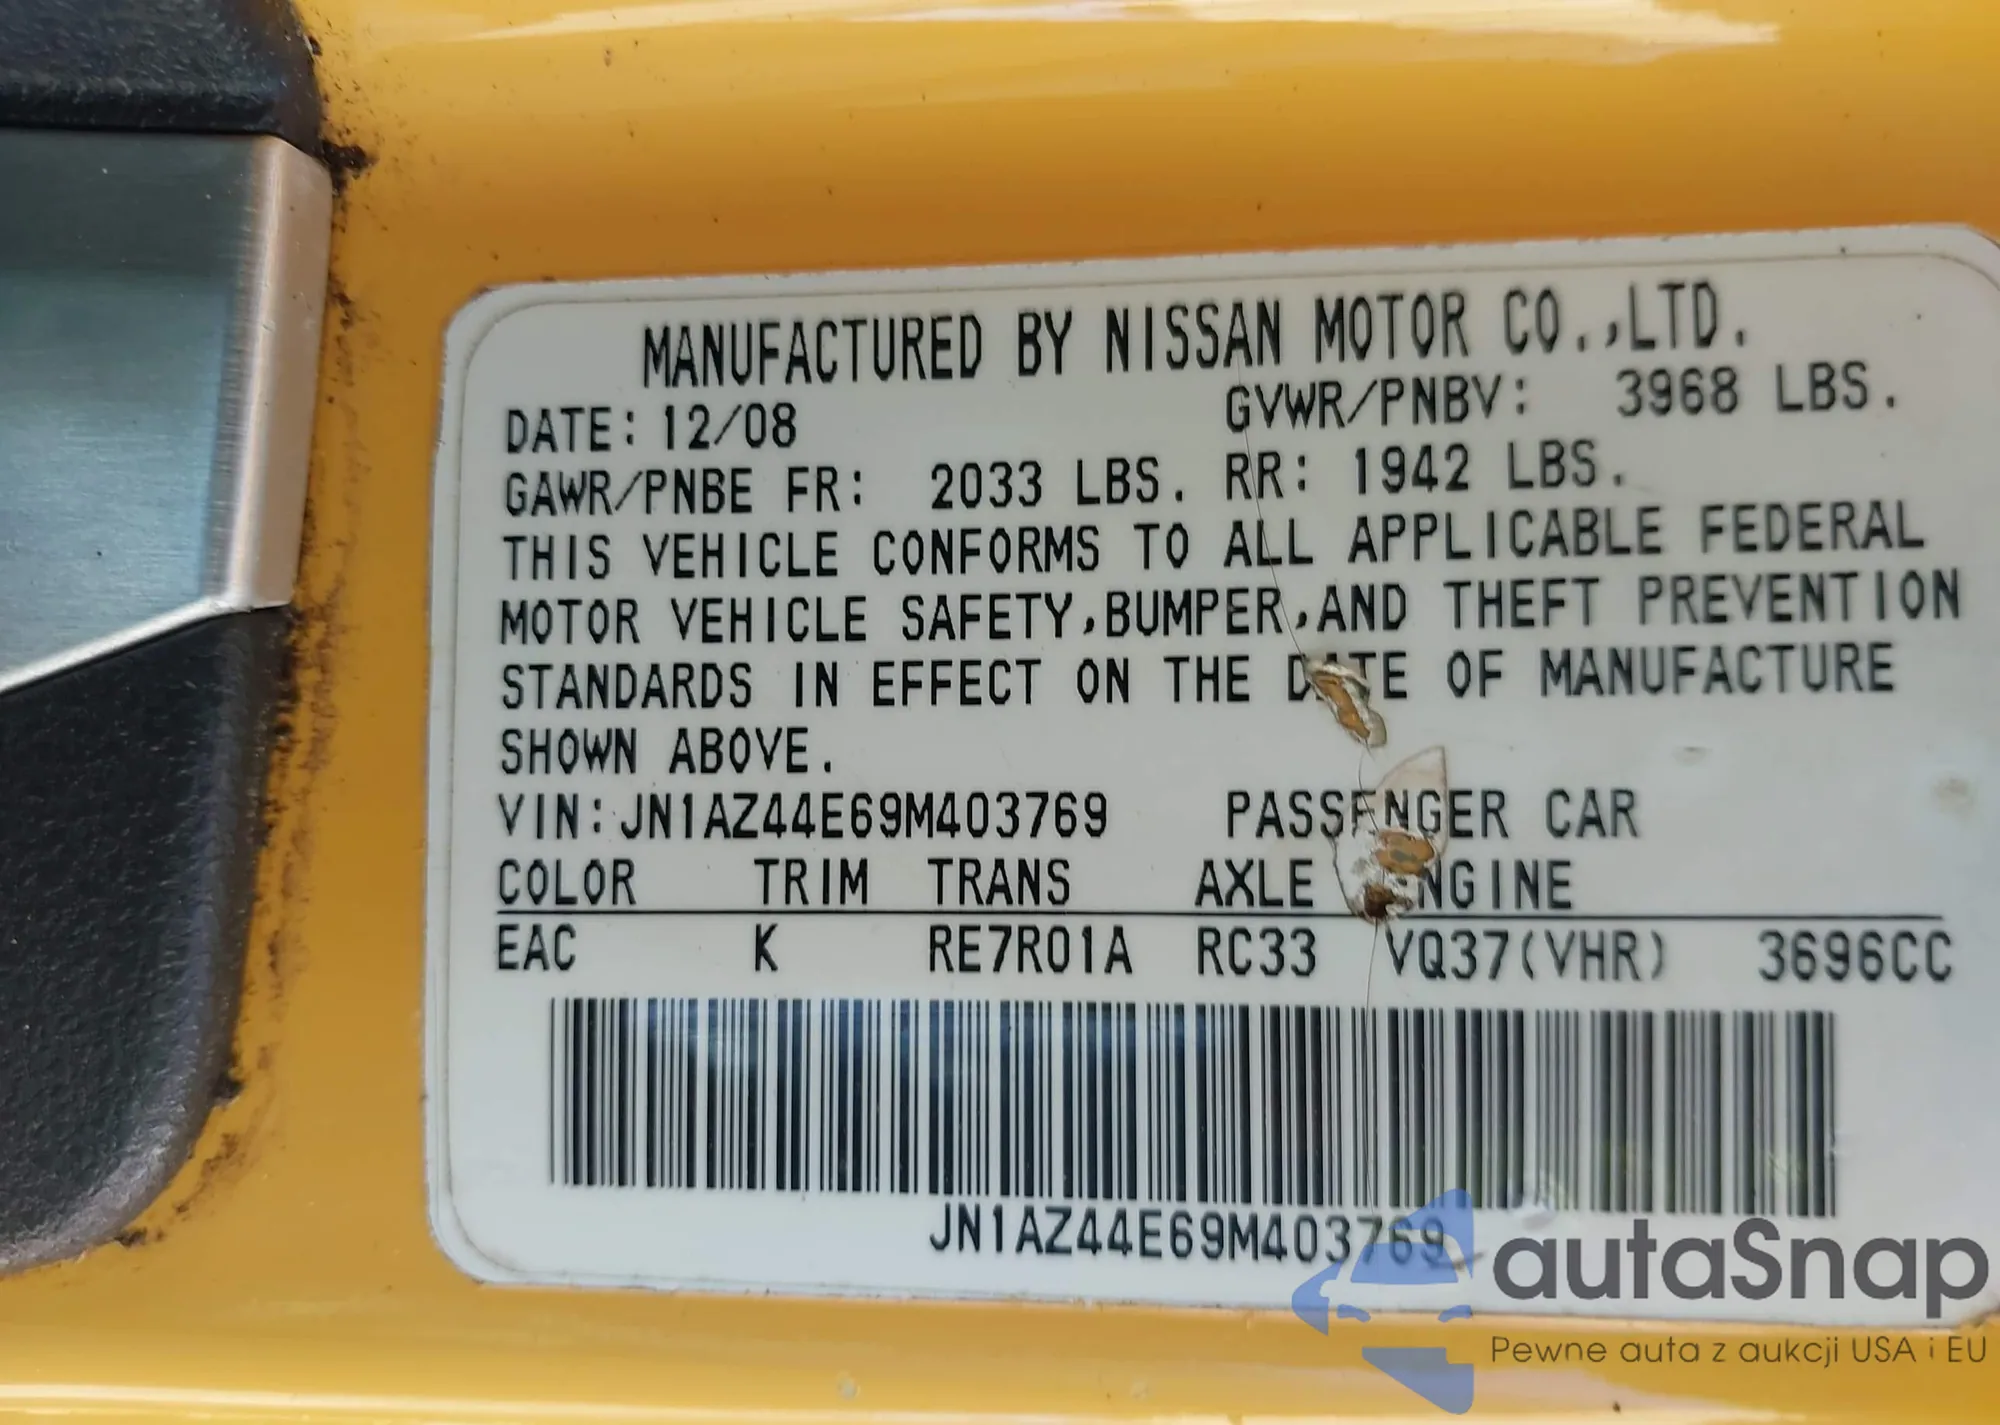 MANUFACTURED BY NISSAN MOTOR CO.,LTD.
DATE: 12/08 GVWR/PNBV: 3968 LBS.
GAWR/PNBE FR: 2033 LBS. RR: 1942 LBS.
THIS VEHICLE CONFORMS TO ALL APPLICABLE FEDERAL
MOTOR VEHICLE SAFETY,BUMPER,AND THEFT PREVENTION
STANDARDS IN EFFECT ON THE DATE OF MANUFACTURE
SHOWN ABOVE.
VIN:JN1AZ44E69M403769 PASSENGER CAR
COLOR TRIM TRANS AXLE ENGINE
EAC K RE7R01A RC33 VQ37(VHR) 3696CC
JN1AZ44E69M403769
autaSnap
Pewne auta z aukcji USA i EU